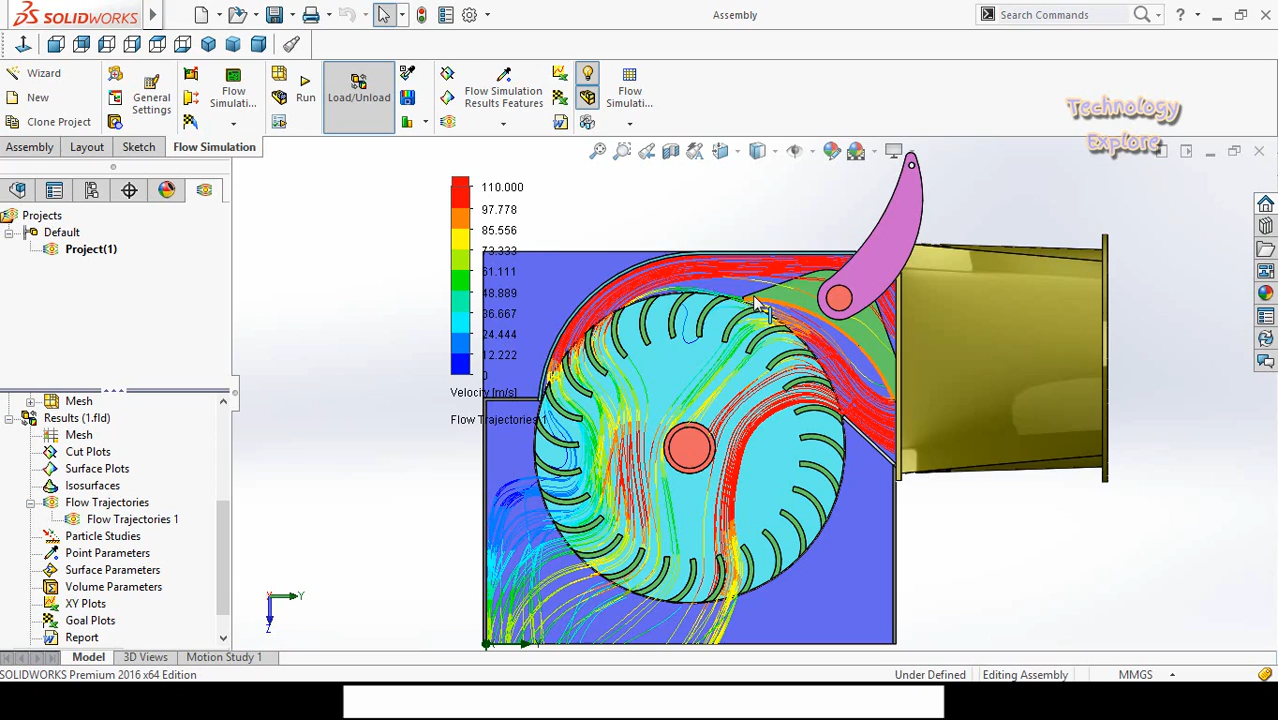 SOLIDWORKS
Assembly
Search Commands
?
Technology
Explore
Wizard
New
Clone Project
General
Settings
Flow
Simulati...
Run
Load/Unload
Flow Simulation
Results Features
Flow
Simulati...
Assembly
Layout
Sketch
Flow Simulation
Projects
Default
Project(1)
Mesh
Results (1.fld)
Mesh
Cut Plots
Surface Plots
Isosurfaces
Flow Trajectories
Flow Trajectories 1
Particle Studies
Point Parameters
Surface Parameters
Volume Parameters
XY Plots
Goal Plots
Report
110.000
97.778
85.556
73.333
61.111
48.889
36.667
24.444
12.222
0
Velocity [m/s]
Flow Trajectories 1
Y
Z
Model
3D Views
Motion Study 1
SOLIDWORKS Premium 2016 x64 Edition
Under Defined
Editing Assembly
MMGS